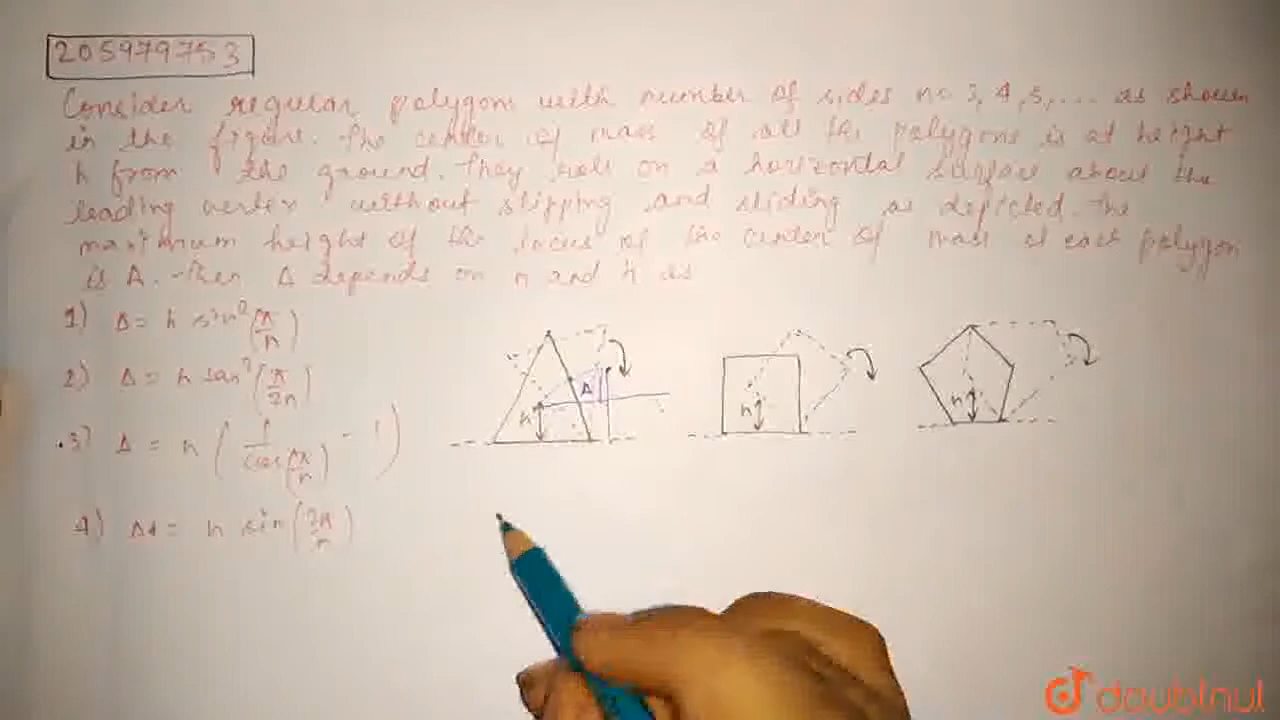 205979753
Consider regular polygon with number of sides n= 3, 4, 5, .... as shown
in the figure. The center of mass of all the polygons is at height
h from the ground. They roll on a horizontal surface about the
leading vertex without slipping and sliding as depicted. The
maximum height of the locus of the center of mass of each polygon
is Δ. Then Δ depends on n and h as
1) Δ = h sin²(π/n)
2) Δ = h tan²(π/2n)
.3) Δ = h (1/cos(π/n) - 1)
4) Δ = h sin(2π/n)
h Δ
h
h
doubtnut